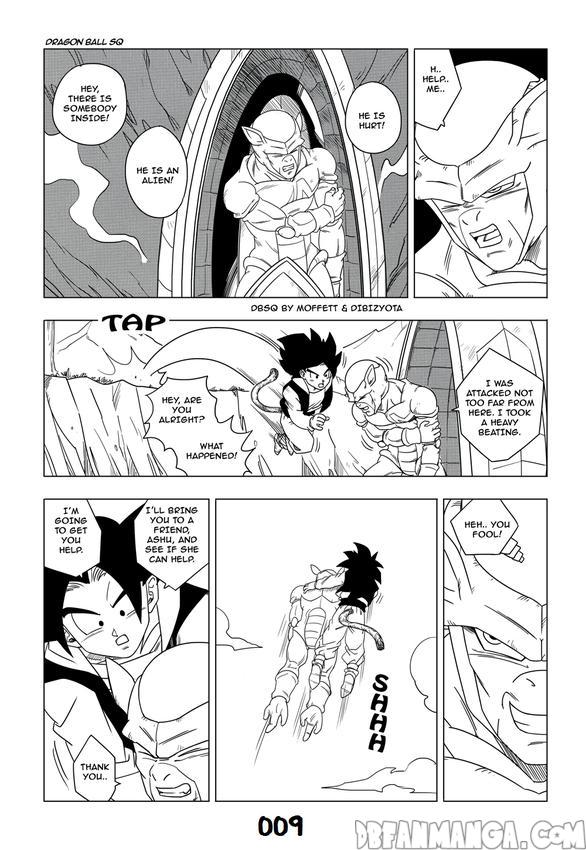 DRAGON BALL SQ
HEY,
THERE IS
SOMEBODY
INSIDE!
HE IS AN
ALIEN!
HE IS
HURT!
H..
HELP..
ME..
DBSQ BY MOFFETT & DIBIZYOTA
TAP
HEY, ARE
YOU
ALRIGHT?
WHAT
HAPPENED!
I WAS
ATTACKED NOT
TOO FAR FROM
HERE. I TOOK
A HEAVY
BEATING.
I'M
GOING
TO GET
YOU
HELP.
I'LL BRING
YOU TO A
FRIEND,
ASHU, AND
SEE IF SHE
CAN HELP.
THANK
YOU..
SHHH
HEH.. YOU
FOOL!
009
DBFANMANGA.COM